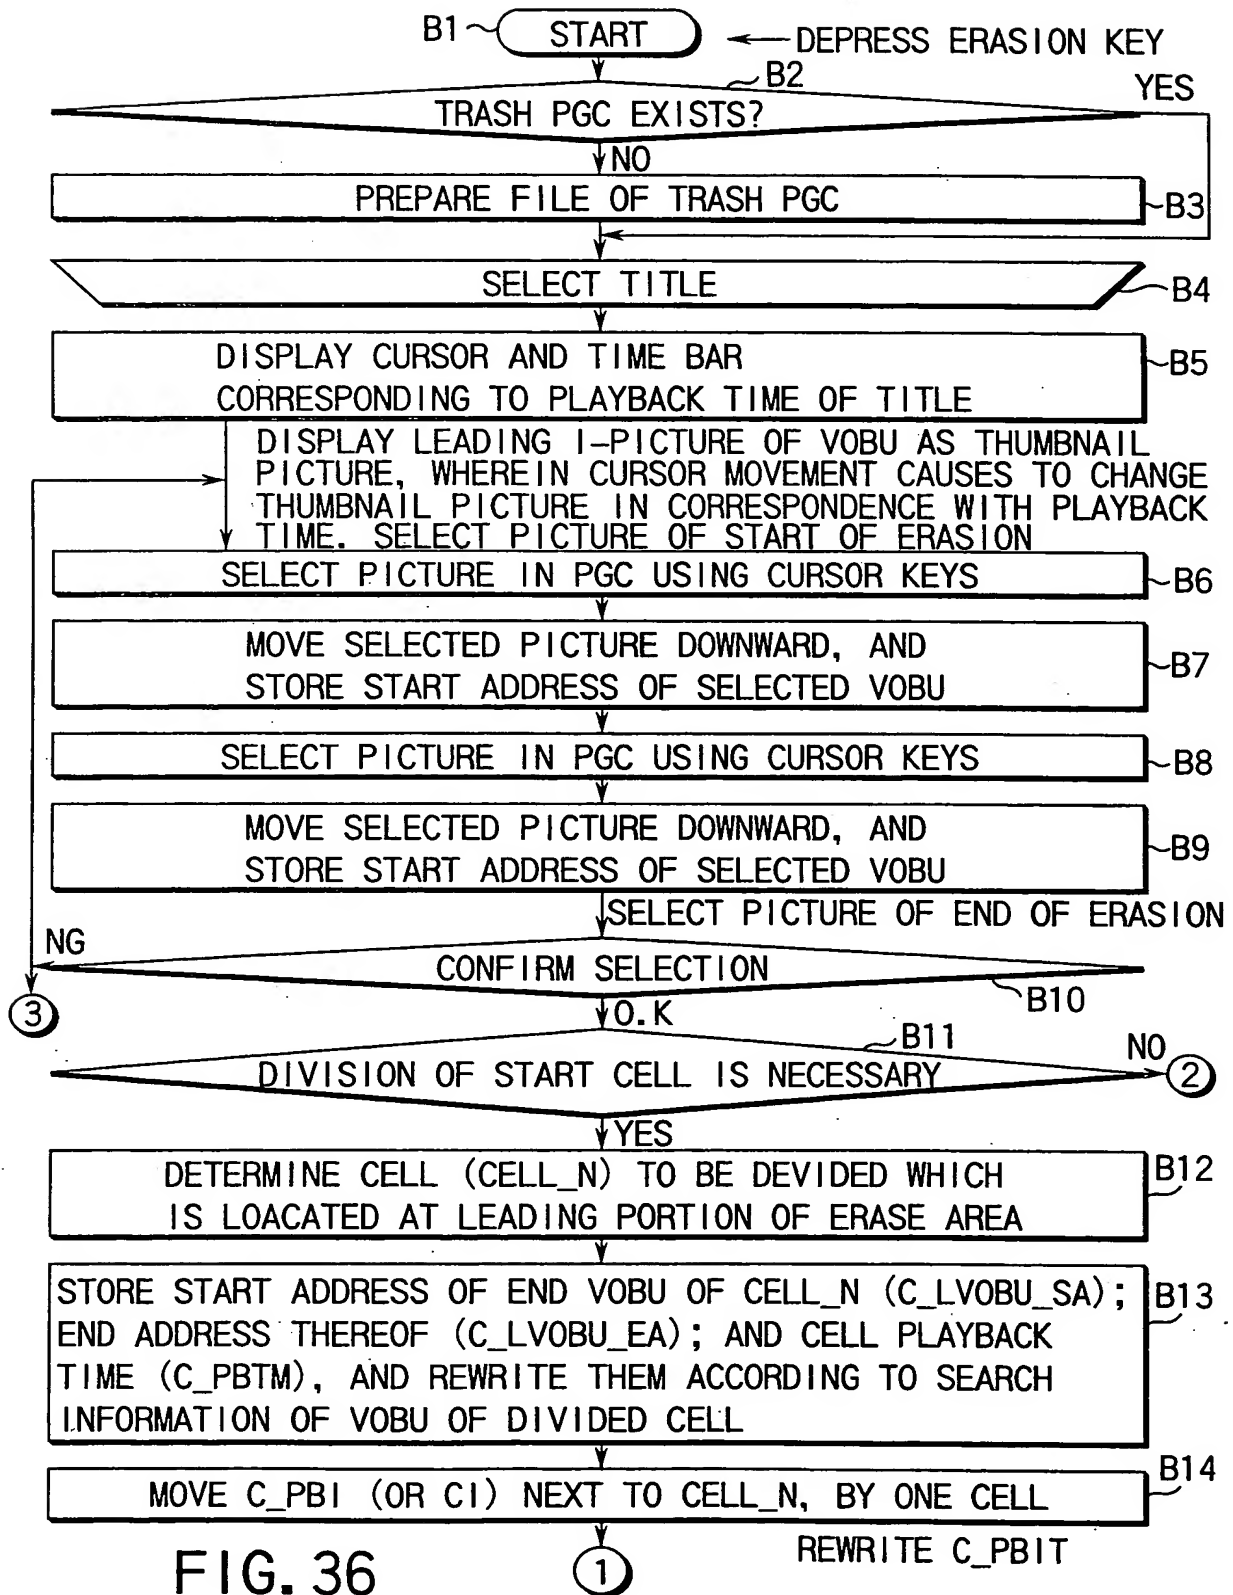 B1
START
DEPRESS ERASION KEY
B2
YES
TRASH PGC EXISTS?
NO
PREPARE FILE OF TRASH PGC
B3
SELECT TITLE
B4
DISPLAY CURSOR AND TIME BAR
CORRESPONDING TO PLAYBACK TIME OF TITLE
B5
DISPLAY LEADING I-PICTURE OF VOBU AS THUMBNAIL
PICTURE, WHEREIN CURSOR MOVEMENT CAUSES TO CHANGE
THUMBNAIL PICTURE IN CORRESPONDENCE WITH PLAYBACK
TIME. SELECT PICTURE OF START OF ERASION
SELECT PICTURE IN PGC USING CURSOR KEYS
B6
MOVE SELECTED PICTURE DOWNWARD, AND
STORE START ADDRESS OF SELECTED VOBU
B7
SELECT PICTURE IN PGC USING CURSOR KEYS
B8
MOVE SELECTED PICTURE DOWNWARD, AND
STORE START ADDRESS OF SELECTED VOBU
B9
SELECT PICTURE OF END OF ERASION
NG
CONFIRM SELECTION
B10
3
O.K
B11
NO
DIVISION OF START CELL IS NECESSARY
2
YES
DETERMINE CELL (CELL_N) TO BE DEVIDED WHICH
IS LOACATED AT LEADING PORTION OF ERASE AREA
B12
STORE START ADDRESS OF END VOBU OF CELL_N (C_LVOBU_SA);
END ADDRESS THEREOF (C_LVOBU_EA); AND CELL PLAYBACK
TIME (C_PBTM), AND REWRITE THEM ACCORDING TO SEARCH
INFORMATION OF VOBU OF DIVIDED CELL
B13
MOVE C_PBI (OR CI) NEXT TO CELL_N, BY ONE CELL
B14
REWRITE C_PBIT
1
FIG. 36